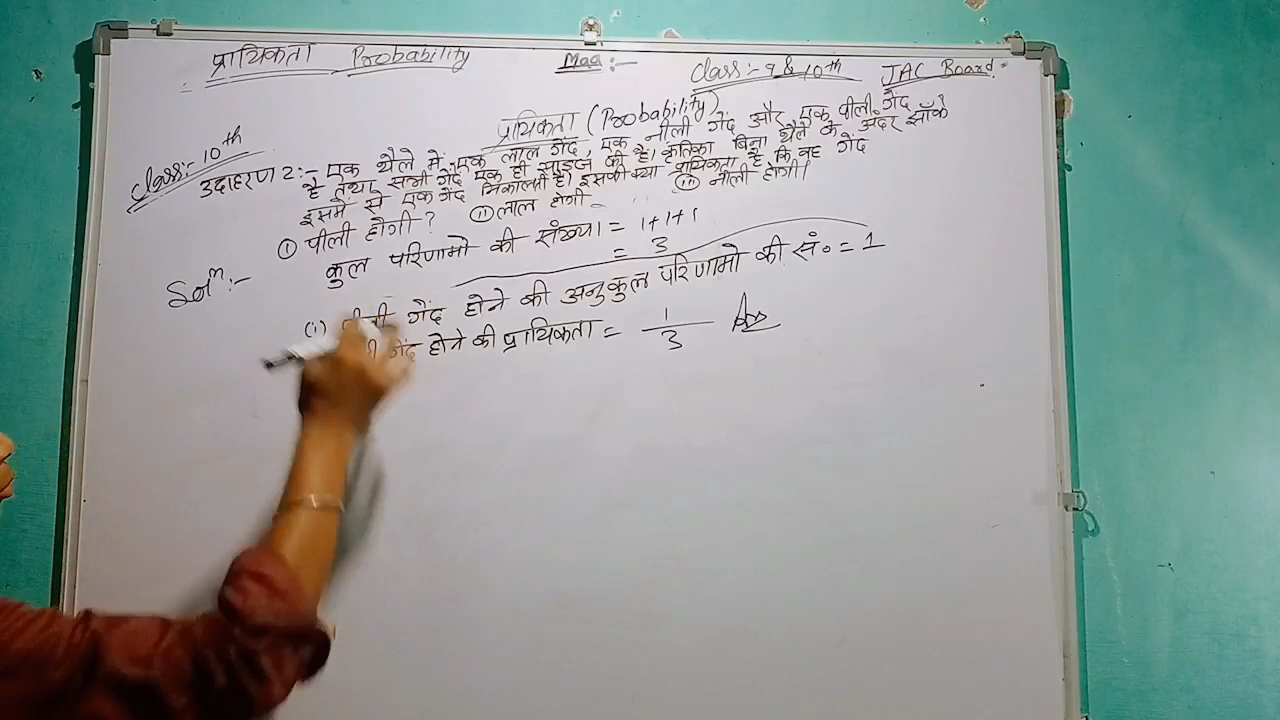 प्रायिकता Probability Maa:- Class:- 9 & 10th JAC Board
प्रायिकता (Probability)
Class:- 10th
उदाहरण 2:- एक थैले में एक लाल गेंद, एक नीली गेंद और एक पीली गेंद
है तथा सभी गेंदें एक ही साइज की है। कृतिका बिना थैले के अंदर झाँके
इसमें से एक गेंद निकालती है। इसकी क्या प्रायिकता है कि वह गेंद
(i) पीली होगी? (ii) लाल होगी (iii) नीली होगी।
Soln:- कुल परिणामो की संख्या = 1+1+1
= 3
(i) गेंद होने की अनुकुल परिणामो की सं० = 1
गेंद होने की प्रायिकता = 1/3 Ans